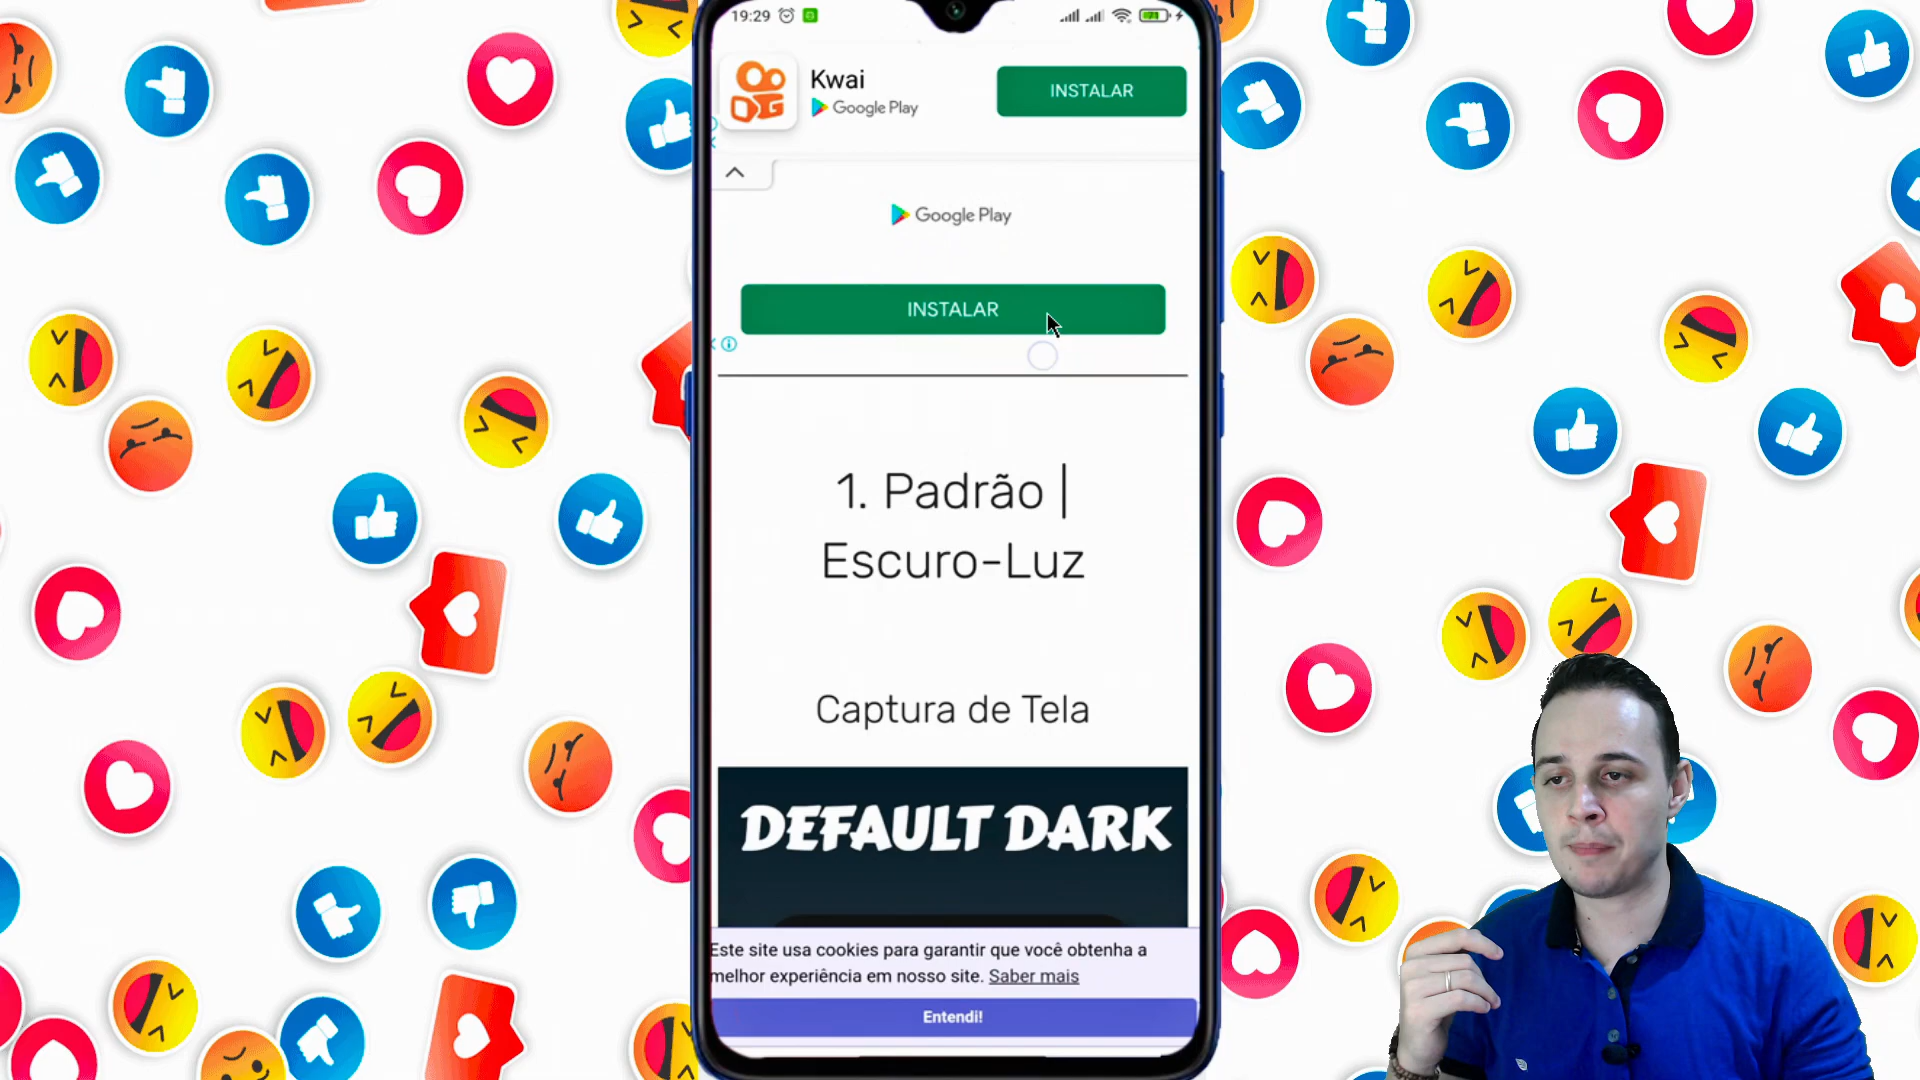 19:29
Kwai
Google Play
INSTALAR
Google Play
INSTALAR
1. Padrão |
Escuro-Luz
Captura de Tela
DEFAULT DARK
Este site usa cookies para garantir que você obtenha a
melhor experiência em nosso site. Saber mais
Entendi!